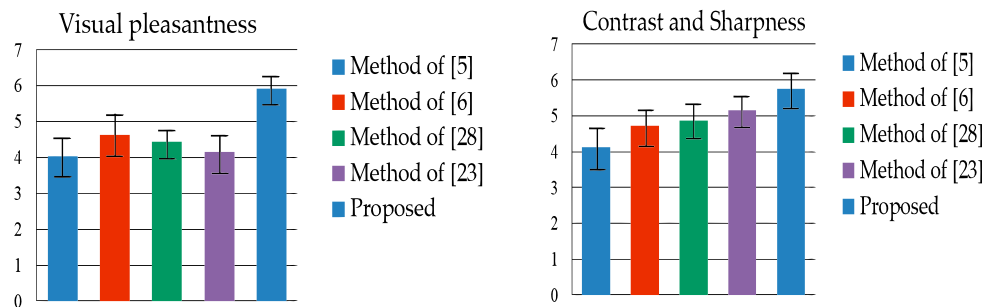 Visual pleasantness
7
6
5
4
3
2
1
0
Method of [5]
Method of [6]
Method of [28]
Method of [23]
Proposed
Contrast and Sharpness
7
6
5
4
3
2
1
0
Method of [5]
Method of [6]
Method of [28]
Method of [23]
Proposed